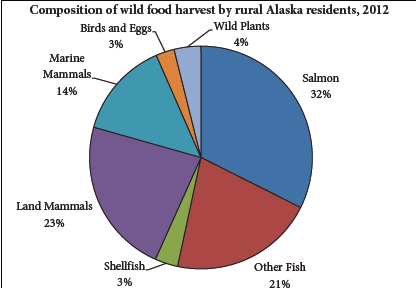 Composition of wild food harvest by rural Alaska residents, 2012
Birds and Eggs
3%
Wild Plants
4%
Marine
Mammals
14%
Salmon
32%
Land Mammals
23%
Shellfish
3%
Other Fish
21%